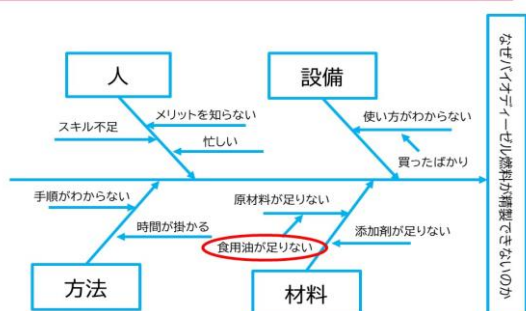 人
設備
メリットを知らない
スキル不足
忙しい
使い方がわからない
買ったばかり
なぜバイオディーゼル燃料が精製できないのか
手順がわからない
時間が掛かる
原材料が足りない
食用油が足りない
添加剤が足りない
方法
材料